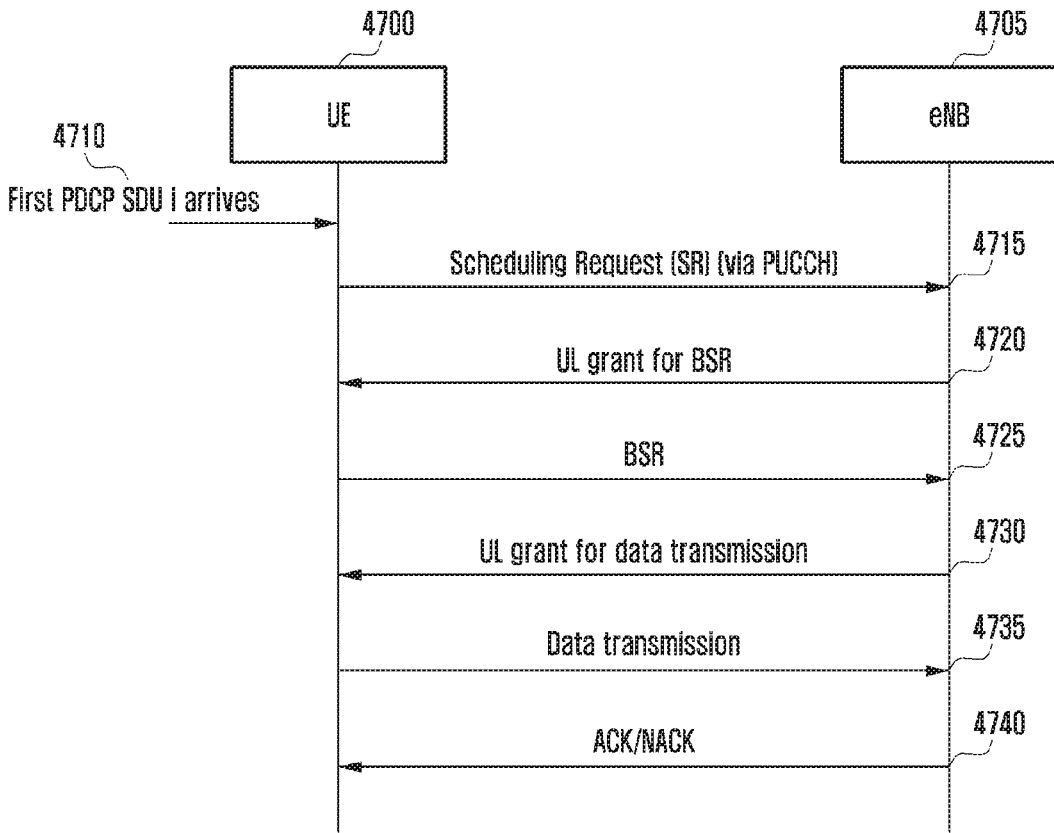 4700
4705
UE
eNB
4710
First PDCP SDU i arrives
4715
Scheduling Request (SR) (via PUCCH)
4720
UL grant for BSR
4725
BSR
4730
UL grant for data transmission
4735
Data transmission
4740
ACK/NACK